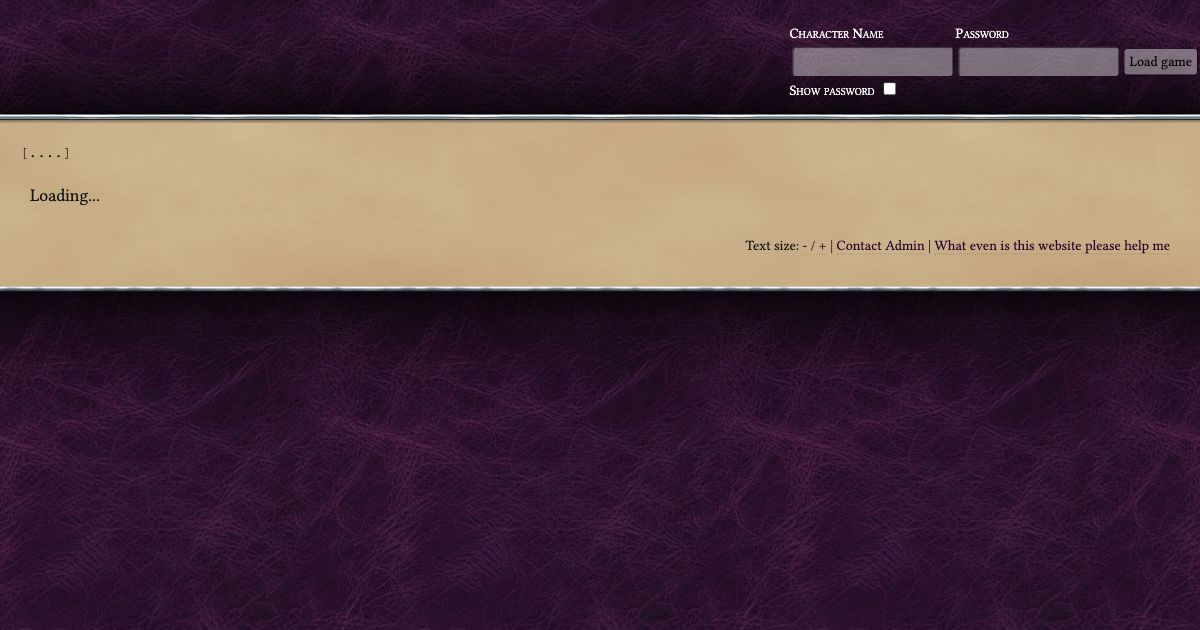 Character Name Password
Load game
Show password
[....]
Loading...
Text size: - / + | Contact Admin | What even is this website please help me